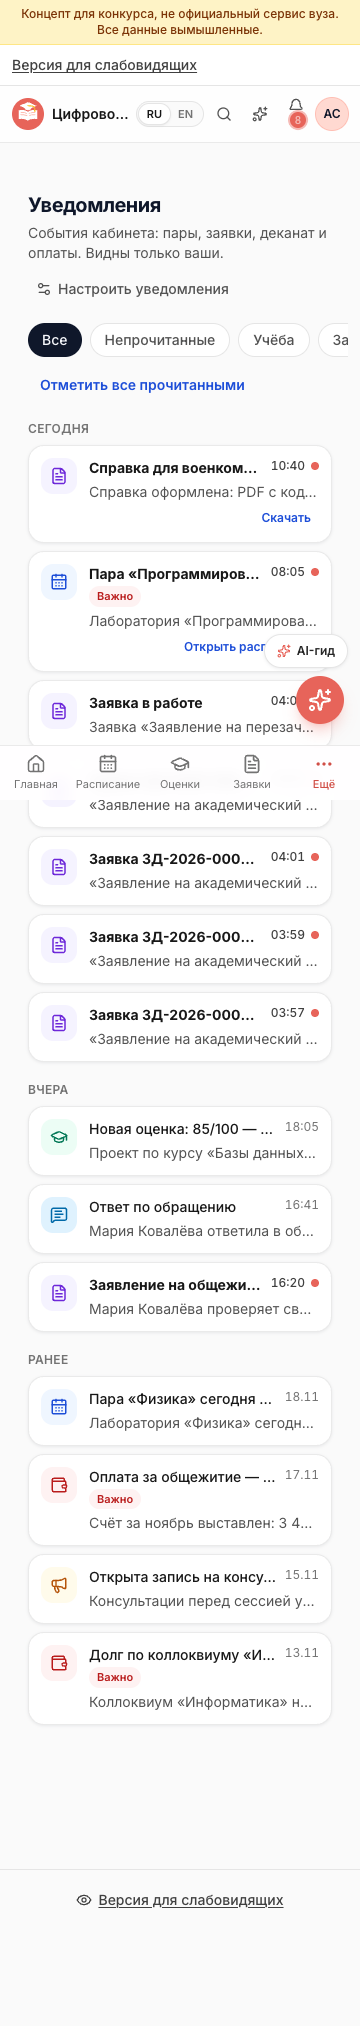 Концепт для конкурса, не официальный сервис вуза.
Все данные вымышленные.
Версия для слабовидящих
Цифрово...
RU
EN
8
АС
Уведомления
События кабинета: пары, заявки, деканат и
оплаты. Видны только ваши.
Настроить уведомления
Все
Непрочитанные
Учёба
За
Отметить все прочитанными
СЕГОДНЯ
Справка для военком...
10:40
Справка оформлена: PDF с код...
Скачать
Пара «Программиров...
08:05
Важно
Лаборатория «Программирова...
Открыть расп
AI-гид
Заявка в работе
04:0
Заявка «Заявление на перезач...
Главная
Расписание
Оценки
Заявки
Ещё
«Заявление на академический ...
Заявка ЗД-2026-000...
04:01
«Заявление на академический ...
Заявка ЗД-2026-000...
03:59
«Заявление на академический ...
Заявка ЗД-2026-000...
03:57
«Заявление на академический ...
ВЧЕРА
Новая оценка: 85/100 — ...
18:05
Проект по курсу «Базы данных...
Ответ по обращению
16:41
Мария Ковалёва ответила в об...
Заявление на общежи...
16:20
Мария Ковалёва проверяет св...
РАНЕЕ
Пара «Физика» сегодня ...
18.11
Лаборатория «Физика» сегодн...
Оплата за общежитие — ...
17.11
Важно
Счёт за ноябрь выставлен: 3 4...
Открыта запись на консу...
15.11
Консультации перед сессией у...
Долг по коллоквиуму «И...
13.11
Важно
Коллоквиум «Информатика» н...
Версия для слабовидящих